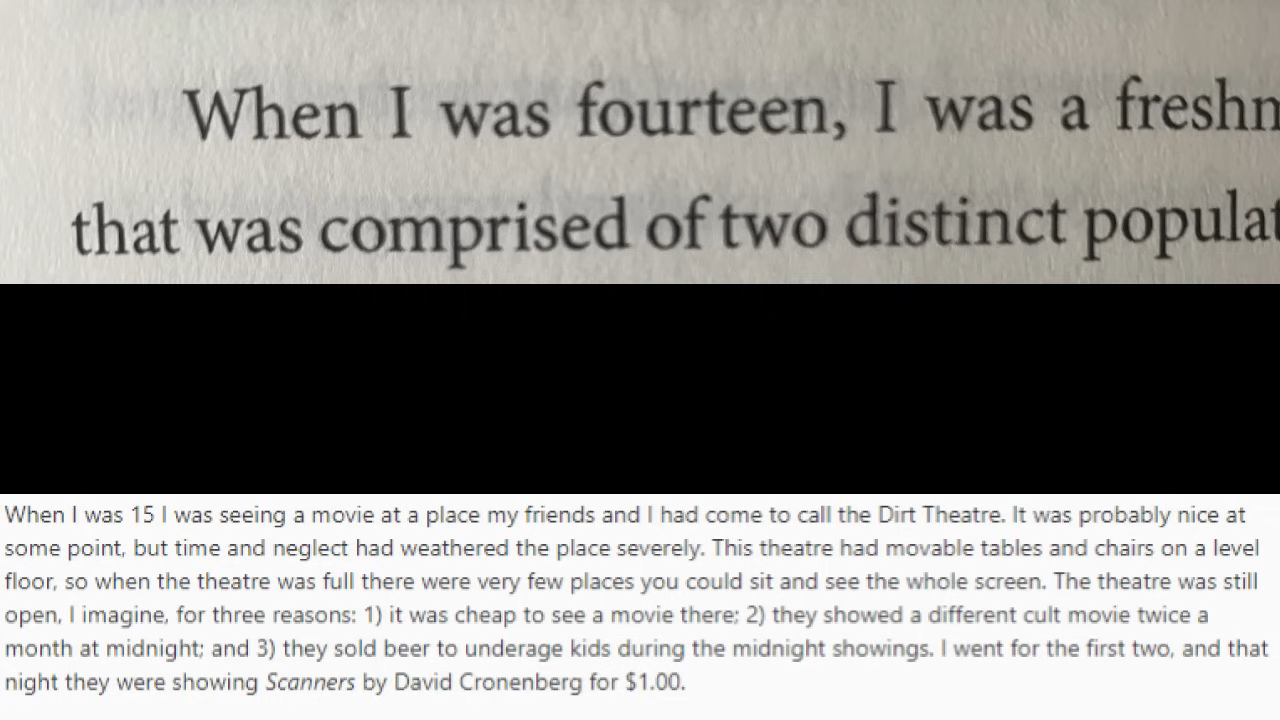 When I was fourteen, I was a freshn
that was comprised of two distinct populat
When I was 15 I was seeing a movie at a place my friends and I had come to call the Dirt Theatre. It was probably nice at
some point, but time and neglect had weathered the place severely. This theatre had movable tables and chairs on a level
floor, so when the theatre was full there were very few places you could sit and see the whole screen. The theatre was still
open, I imagine, for three reasons: 1) it was cheap to see a movie there; 2) they showed a different cult movie twice a
month at midnight; and 3) they sold beer to underage kids during the midnight showings. I went for the first two, and that
night they were showing Scanners by David Cronenberg for $1.00.